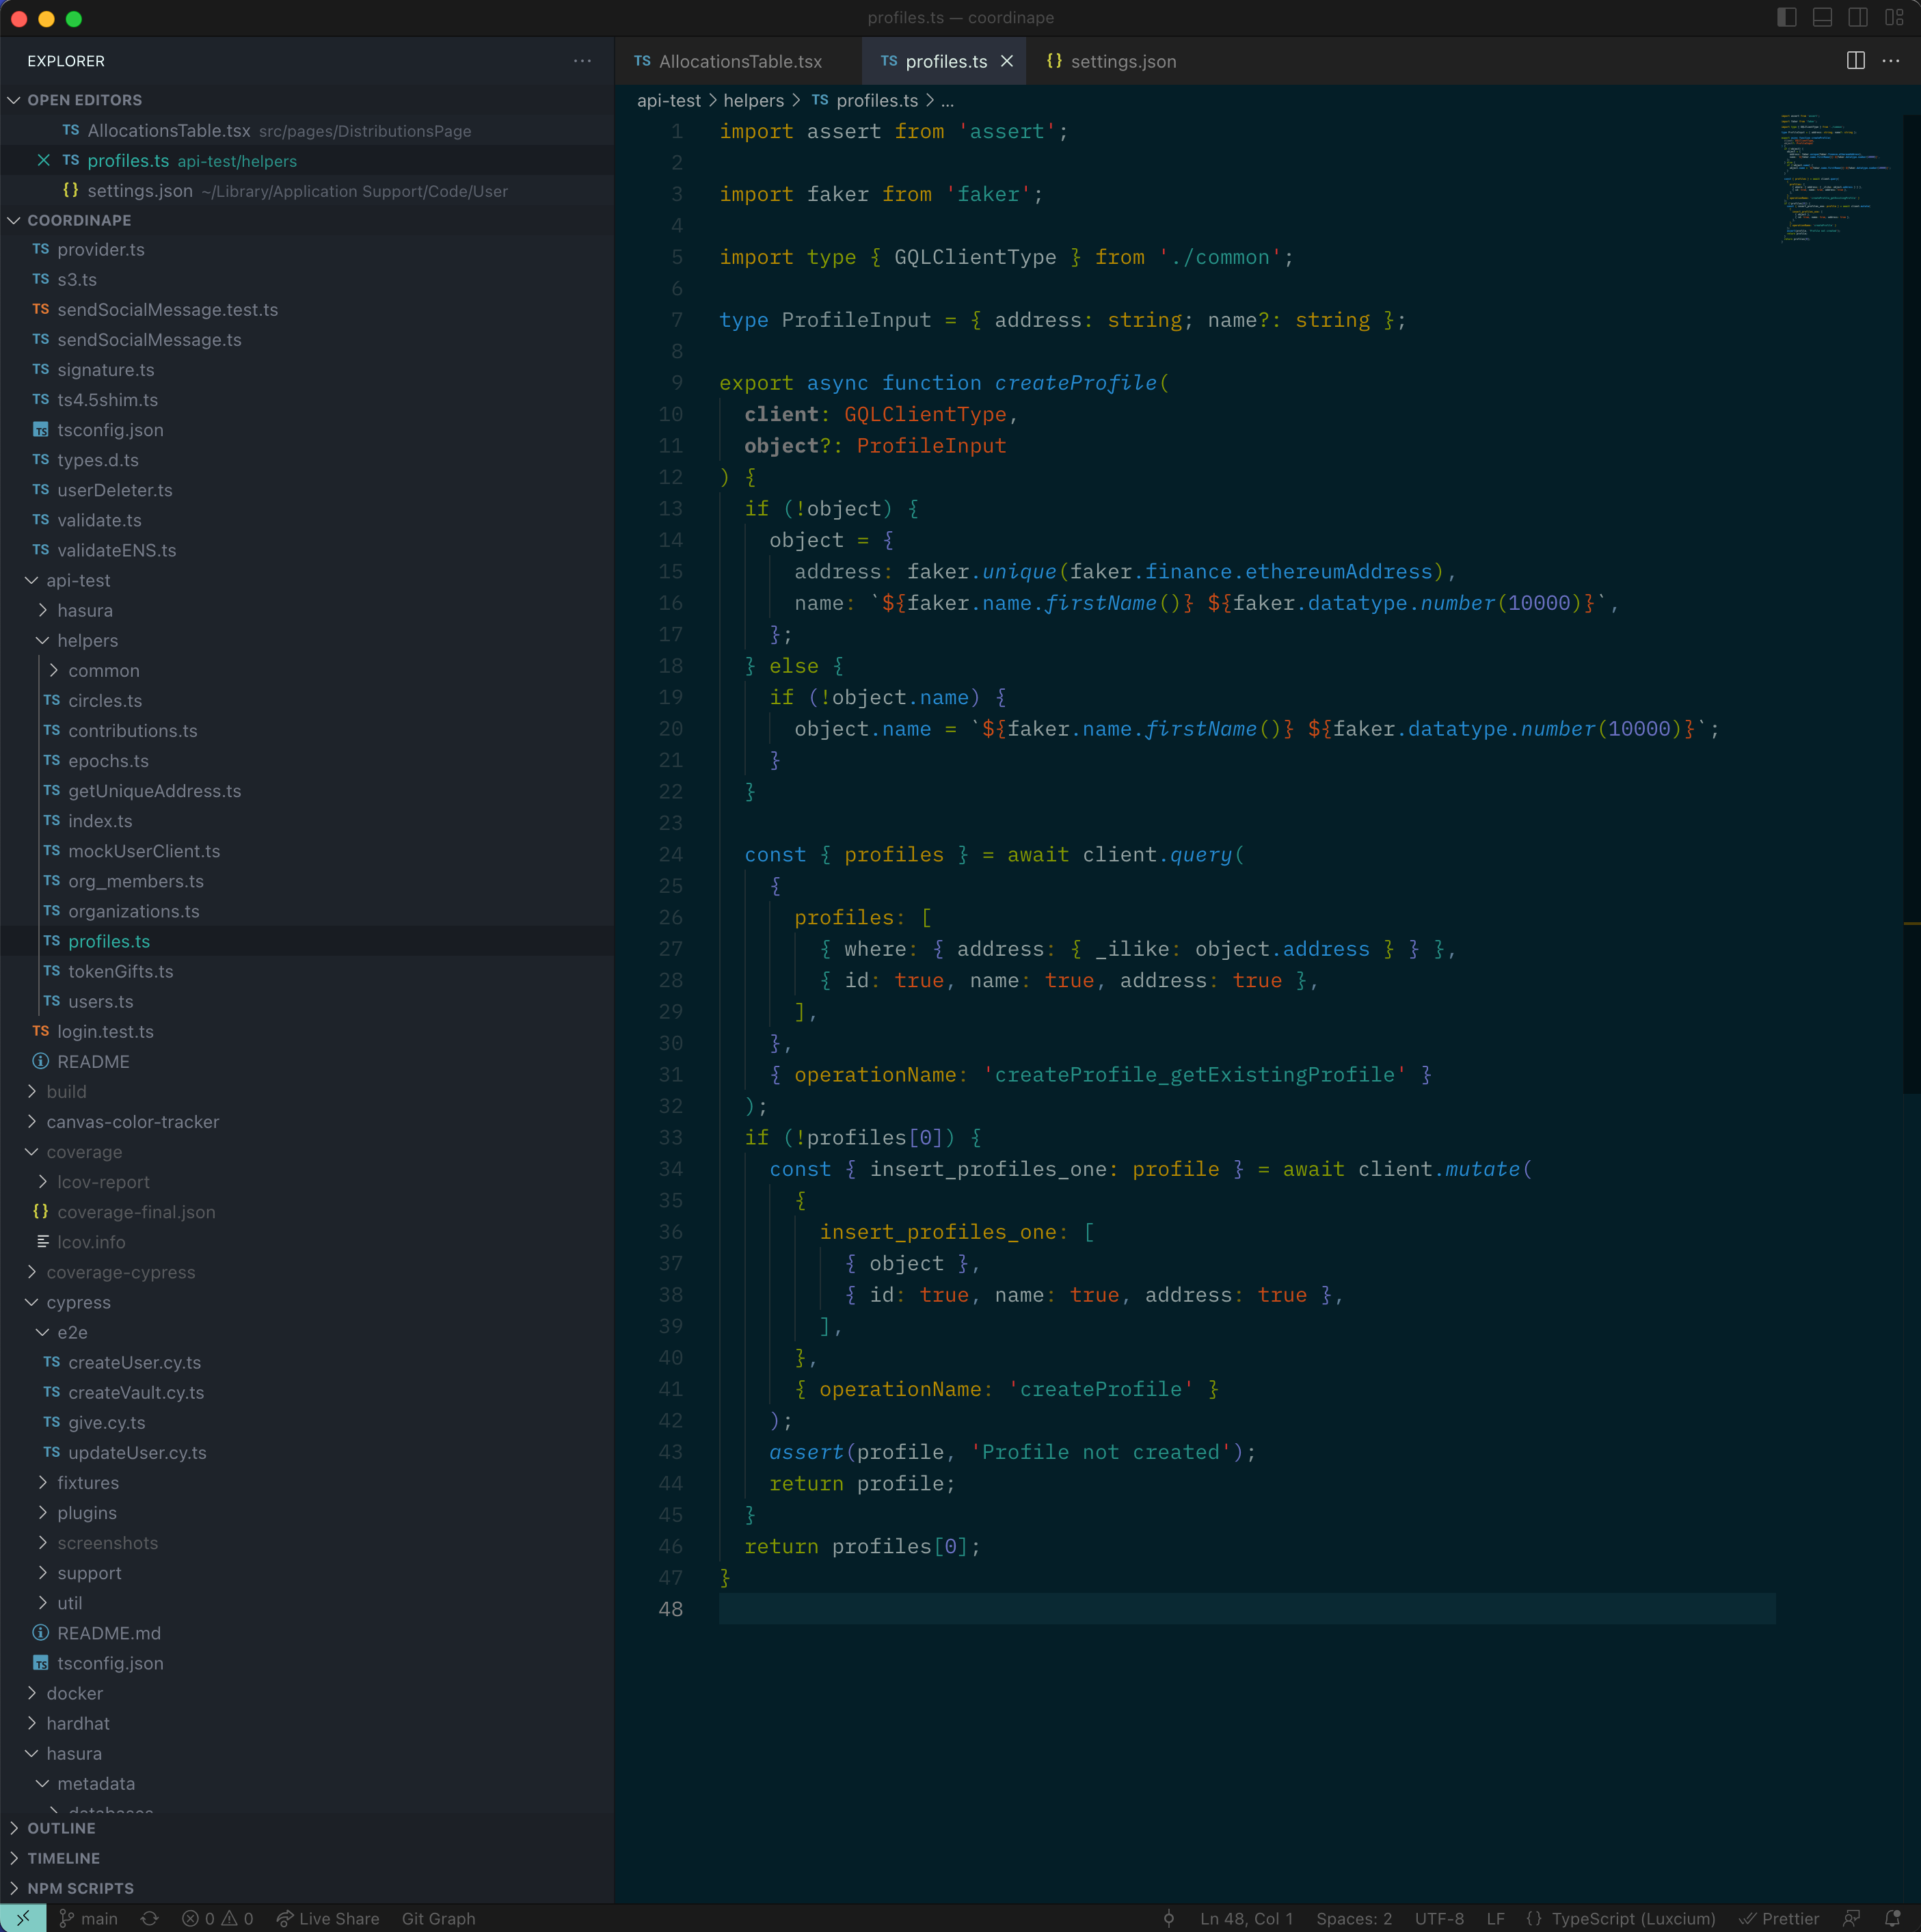 profiles.ts — coordinape
EXPLORER
OPEN EDITORS
TS AllocationsTable.tsx src/pages/DistributionsPage
TS profiles.ts api-test/helpers
{} settings.json ~/Library/Application Support/Code/User
COORDINAPE
TS provider.ts
TS s3.ts
TS sendSocialMessage.test.ts
TS sendSocialMessage.ts
TS signature.ts
TS ts4.5shim.ts
TS tsconfig.json
TS types.d.ts
TS userDeleter.ts
TS validate.ts
TS validateENS.ts
api-test
hasura
helpers
common
TS circles.ts
TS contributions.ts
TS epochs.ts
TS getUniqueAddress.ts
TS index.ts
TS mockUserClient.ts
TS org_members.ts
TS organizations.ts
TS profiles.ts
TS tokenGifts.ts
TS users.ts
TS login.test.ts
README
build
canvas-color-tracker
coverage
lcov-report
{} coverage-final.json
lcov.info
coverage-cypress
cypress
e2e
TS createUser.cy.ts
TS createVault.cy.ts
TS give.cy.ts
TS updateUser.cy.ts
fixtures
plugins
screenshots
support
util
README.md
TS tsconfig.json
docker
hardhat
hasura
metadata
databases
OUTLINE
TIMELINE
NPM SCRIPTS
TS AllocationsTable.tsx TS profiles.ts {} settings.json
api-test > helpers > TS profiles.ts > ...
1 import assert from 'assert';
2
3 import faker from 'faker';
4
5 import type { GQLClientType } from './common';
6
7 type ProfileInput = { address: string; name?: string };
8
9 export async function createProfile(
10 client: GQLClientType,
11 object?: ProfileInput
12 ) {
13 if (!object) {
14 object = {
15 address: faker.unique(faker.finance.ethereumAddress),
16 name: `${faker.name.firstName()} ${faker.datatype.number(10000)}`,
17 };
18 } else {
19 if (!object.name) {
20 object.name = `${faker.name.firstName()} ${faker.datatype.number(10000)}`;
21 }
22 }
23
24 const { profiles } = await client.query(
25 {
26 profiles: [
27 { where: { address: { _ilike: object.address } } },
28 { id: true, name: true, address: true },
29 ],
30 },
31 { operationName: 'createProfile_getExistingProfile' }
32 );
33 if (!profiles[0]) {
34 const { insert_profiles_one: profile } = await client.mutate(
35 {
36 insert_profiles_one: [
37 { object },
38 { id: true, name: true, address: true },
39 ],
40 },
41 { operationName: 'createProfile' }
42 );
43 assert(profile, 'Profile not created');
44 return profile;
45 }
46 return profiles[0];
47 }
48
main 0 0 Live Share Git Graph Ln 48, Col 1 Spaces: 2 UTF-8 LF {} TypeScript (Luxcium) Prettier